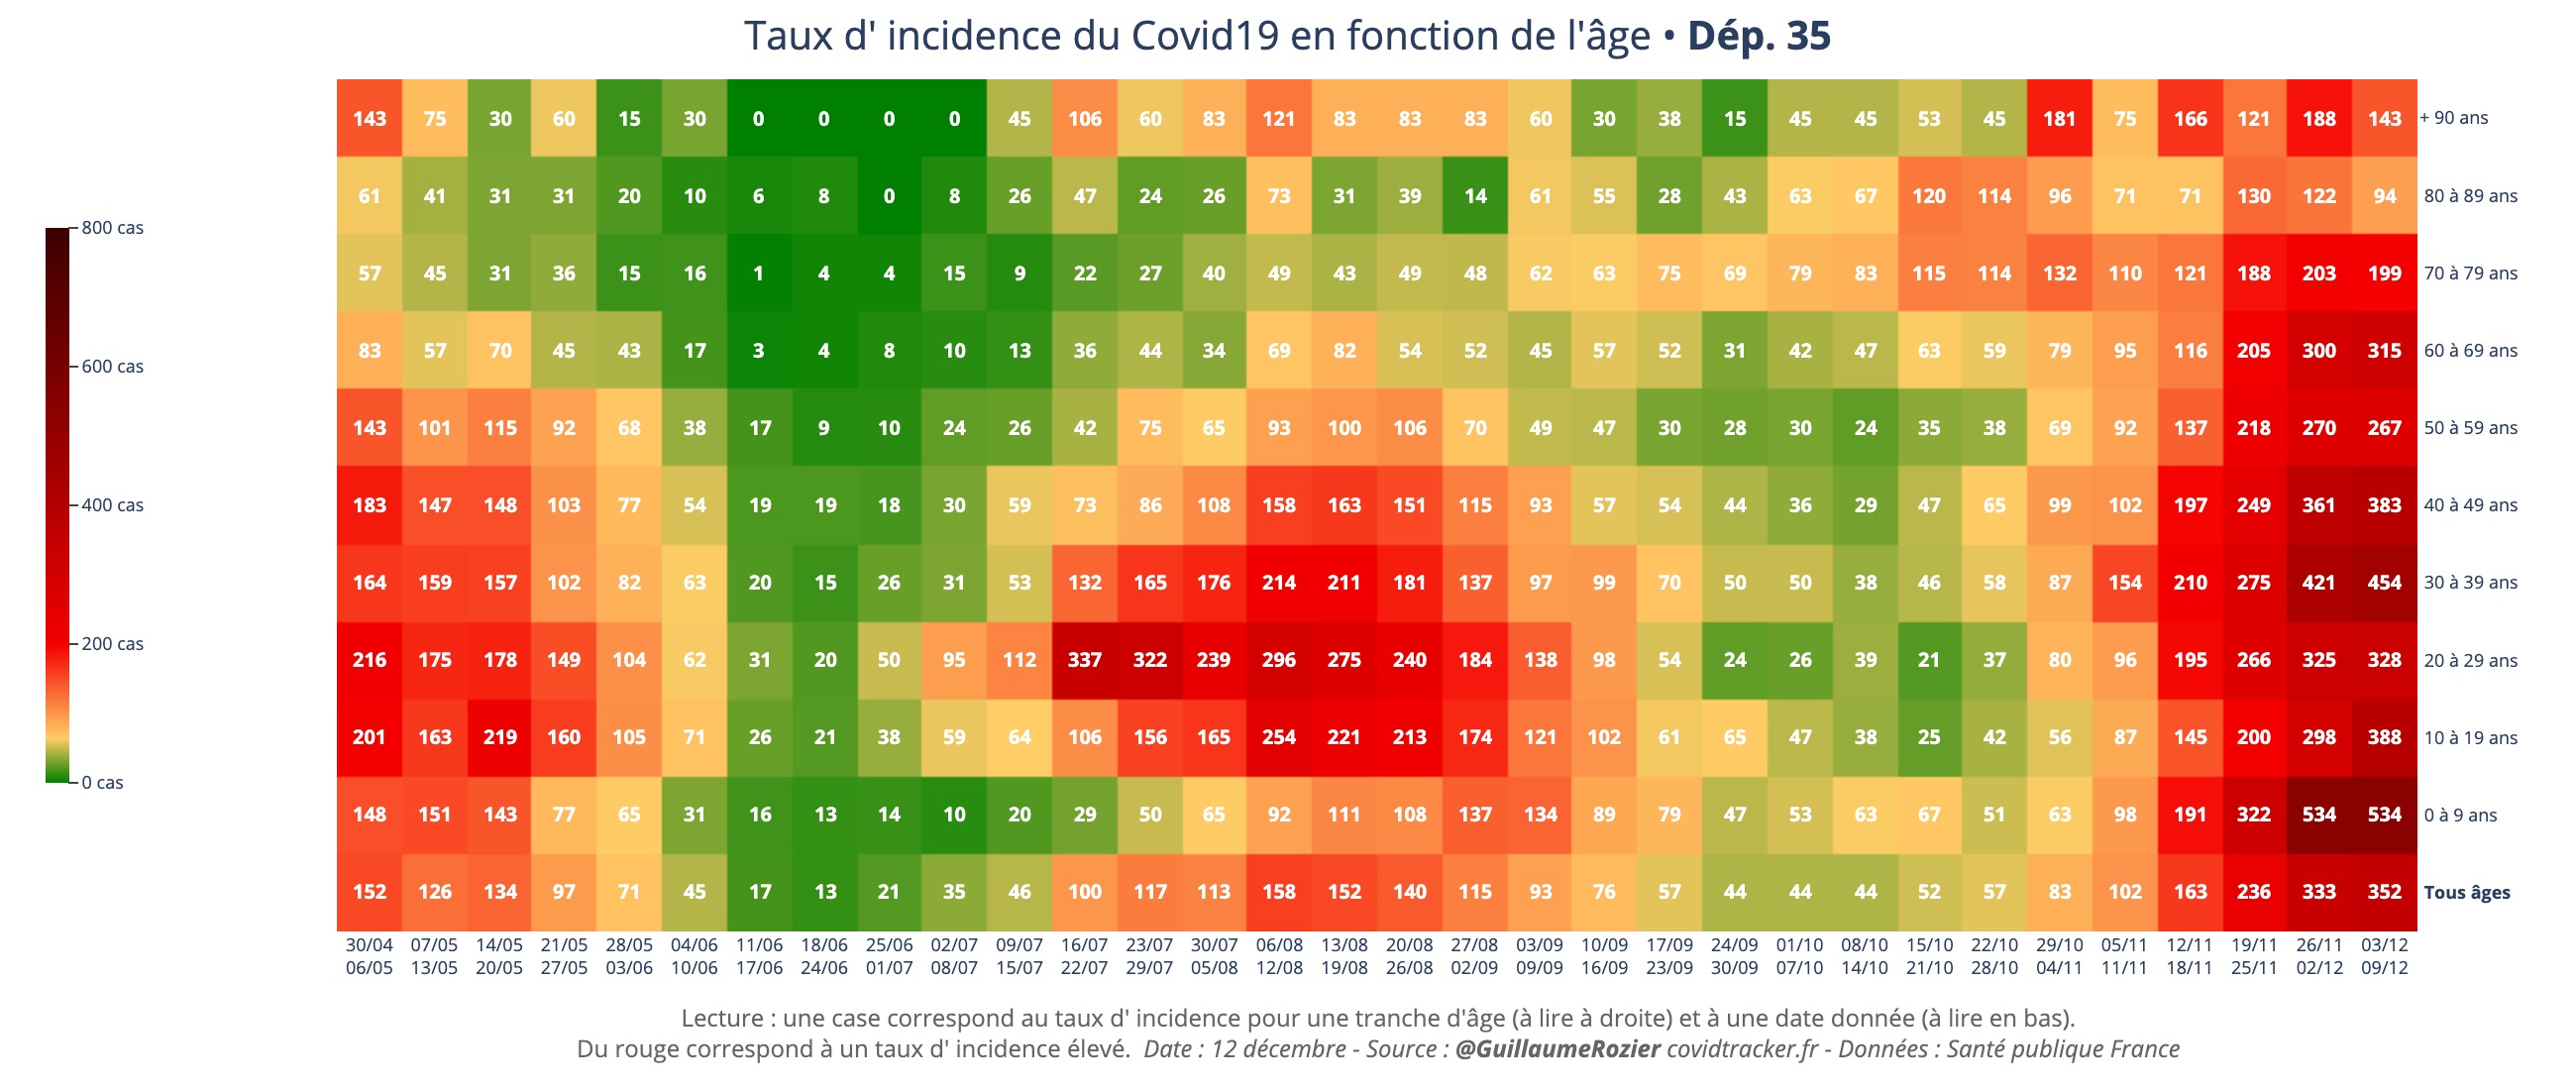 Taux d' incidence du Covid19 en fonction de l'âge • Dép. 35
800 cas
600 cas
400 cas
200 cas
0 cas
143 75 30 60 15 30 0 0 0 0 45 106 60 83 121 83 83 83 60 30 38 15 45 45 53 45 181 75 166 121 188 143 + 90 ans
61 41 31 31 20 10 6 8 0 8 26 47 24 26 73 31 39 14 61 55 28 43 63 67 120 114 96 71 71 130 122 94 80 à 89 ans
57 45 31 36 15 16 1 4 4 15 9 22 27 40 49 43 49 48 62 63 75 69 79 83 115 114 132 110 121 188 203 199 70 à 79 ans
83 57 70 45 43 17 3 4 8 10 13 36 44 34 69 82 54 52 45 57 52 31 42 47 63 59 79 95 116 205 300 315 60 à 69 ans
143 101 115 92 68 38 17 9 10 24 26 42 75 65 93 100 106 70 49 47 30 28 30 24 35 38 69 92 137 218 270 267 50 à 59 ans
183 147 148 103 77 54 19 19 18 30 59 73 86 108 158 163 151 115 93 57 54 44 36 29 47 65 99 102 197 249 361 383 40 à 49 ans
164 159 157 102 82 63 20 15 26 31 53 132 165 176 214 211 181 137 97 99 70 50 50 38 46 58 87 154 210 275 421 454 30 à 39 ans
216 175 178 149 104 62 31 20 50 95 112 337 322 239 296 275 240 184 138 98 54 24 26 39 21 37 80 96 195 266 325 328 20 à 29 ans
201 163 219 160 105 71 26 21 38 59 64 106 156 165 254 221 213 174 121 102 61 65 47 38 25 42 56 87 145 200 298 388 10 à 19 ans
148 151 143 77 65 31 16 13 14 10 20 29 50 65 92 111 108 137 134 89 79 47 53 63 67 51 63 98 191 322 534 534 0 à 9 ans
152 126 134 97 71 45 17 13 21 35 46 100 117 113 158 152 140 115 93 76 57 44 44 44 52 57 83 102 163 236 333 352 Tous âges
30/04 07/05 14/05 21/05 28/05 04/06 11/06 18/06 25/06 02/07 09/07 16/07 23/07 30/07 06/08 13/08 20/08 27/08 03/09 10/09 17/09 24/09 01/10 08/10 15/10 22/10 29/10 05/11 12/11 19/11 26/11 03/12
06/05 13/05 20/05 27/05 03/06 10/06 17/06 24/06 01/07 08/07 15/07 22/07 29/07 05/08 12/08 19/08 26/08 02/09 09/09 16/09 23/09 30/09 07/10 14/10 21/10 28/10 04/11 11/11 18/11 25/11 02/12 09/12
Lecture : une case correspond au taux d' incidence pour une tranche d'âge (à lire à droite) et à une date donnée (à lire en bas).
Du rouge correspond à un taux d' incidence élevé. Date : 12 décembre - Source : @GuillaumeRozier covidtracker.fr - Données : Santé publique France